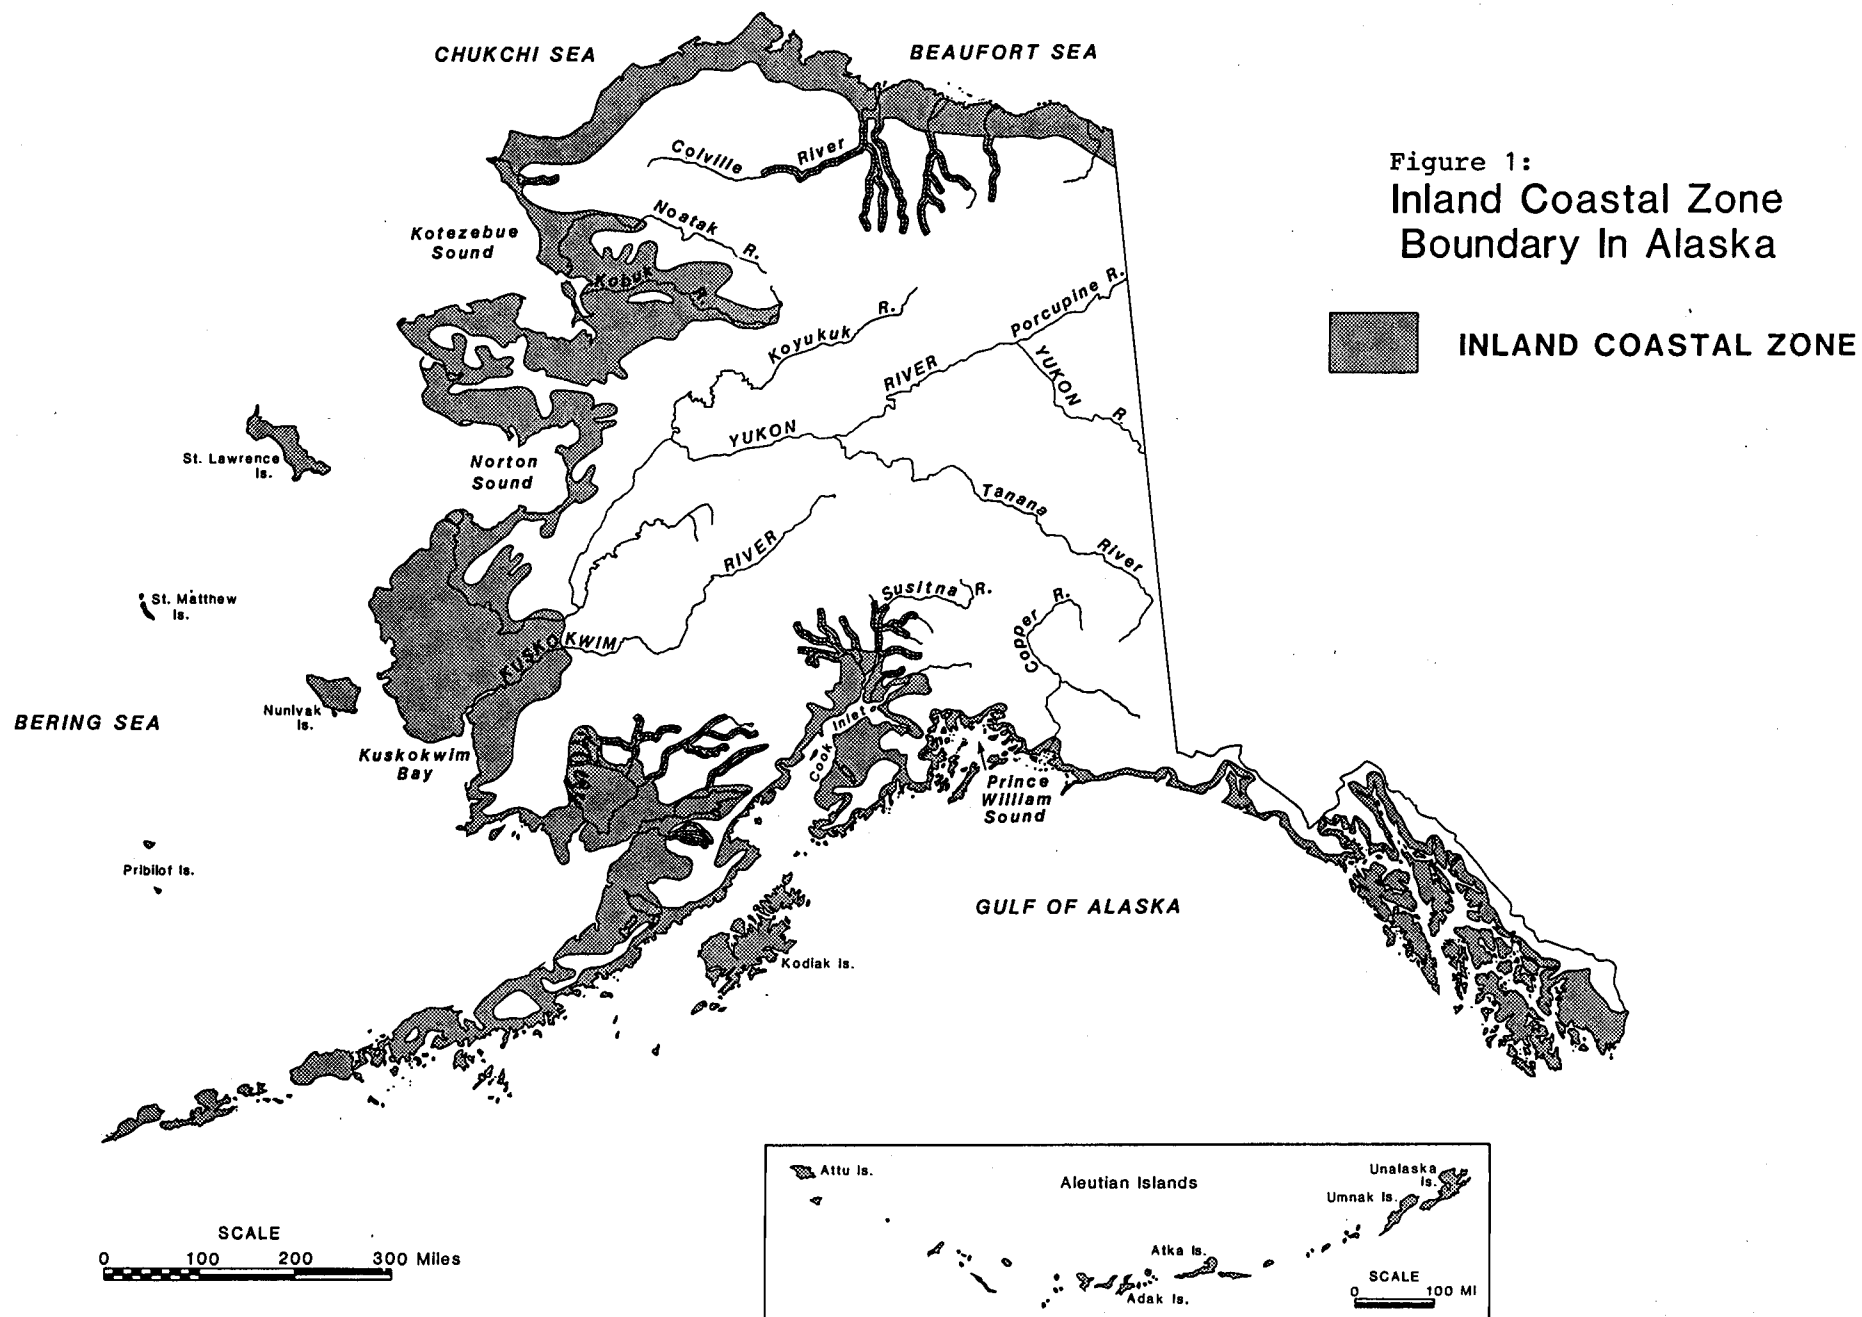 CHUKCHI SEA
BEAUFORT SEA
Figure 1:
Inland Coastal Zone
Boundary In Alaska
INLAND COASTAL ZONE
Colville River
Noatak R.
Kotezebue
Sound
Kobuk R.
Koyukuk R.
Porcupine R.
YUKON RIVER
YUKON R.
St. Lawrence
Is.
Norton
Sound
Tanana River
KUSKOKWIM RIVER
St. Matthew
Is.
Susitna R.
Copper R.
Nunivak
Is.
BERING SEA
Kuskokwim
Bay
Cook Inlet
Prince
William
Sound
Pribilof Is.
GULF OF ALASKA
Kodiak Is.
Attu Is.
Aleutian Islands
Unalaska
Is.
Umnak Is.
Atka Is.
Adak Is.
SCALE
0 100 MI
SCALE
0 100 200 300 Miles